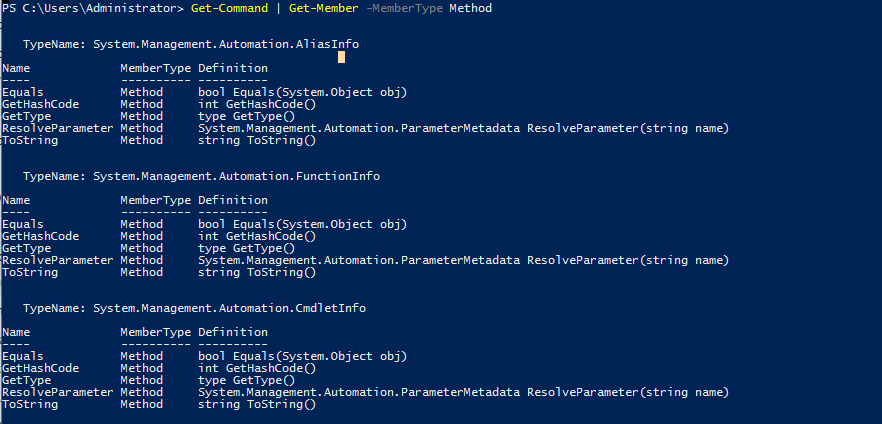 PS C:\Users\Administrator> Get-Command | Get-Member -MemberType Method
TypeName: System.Management.Automation.AliasInfo
Name MemberType Definition
---- ---------- ----------
Equals Method bool Equals(System.Object obj)
GetHashCode Method int GetHashCode()
GetType Method type GetType()
ResolveParameter Method System.Management.Automation.ParameterMetadata ResolveParameter(string name)
ToString Method string ToString()
TypeName: System.Management.Automation.FunctionInfo
Name MemberType Definition
---- ---------- ----------
Equals Method bool Equals(System.Object obj)
GetHashCode Method int GetHashCode()
GetType Method type GetType()
ResolveParameter Method System.Management.Automation.ParameterMetadata ResolveParameter(string name)
ToString Method string ToString()
TypeName: System.Management.Automation.CmdletInfo
Name MemberType Definition
---- ---------- ----------
Equals Method bool Equals(System.Object obj)
GetHashCode Method int GetHashCode()
GetType Method type GetType()
ResolveParameter Method System.Management.Automation.ParameterMetadata ResolveParameter(string name)
ToString Method string ToString()